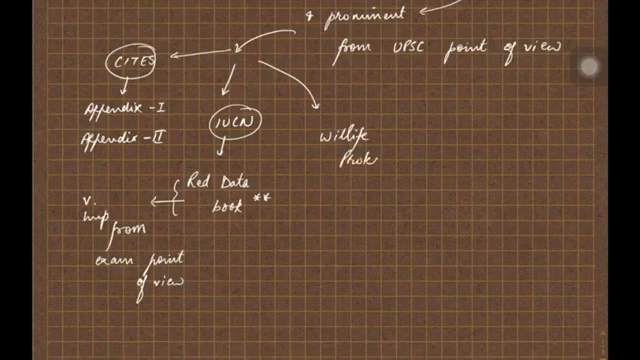 & prominent
from UPSC point of view
CITES
Appendix - I
Appendix - II
IUCN
Willife
Prok
Red Data
book **
v.
Imp
from
exam point
of view